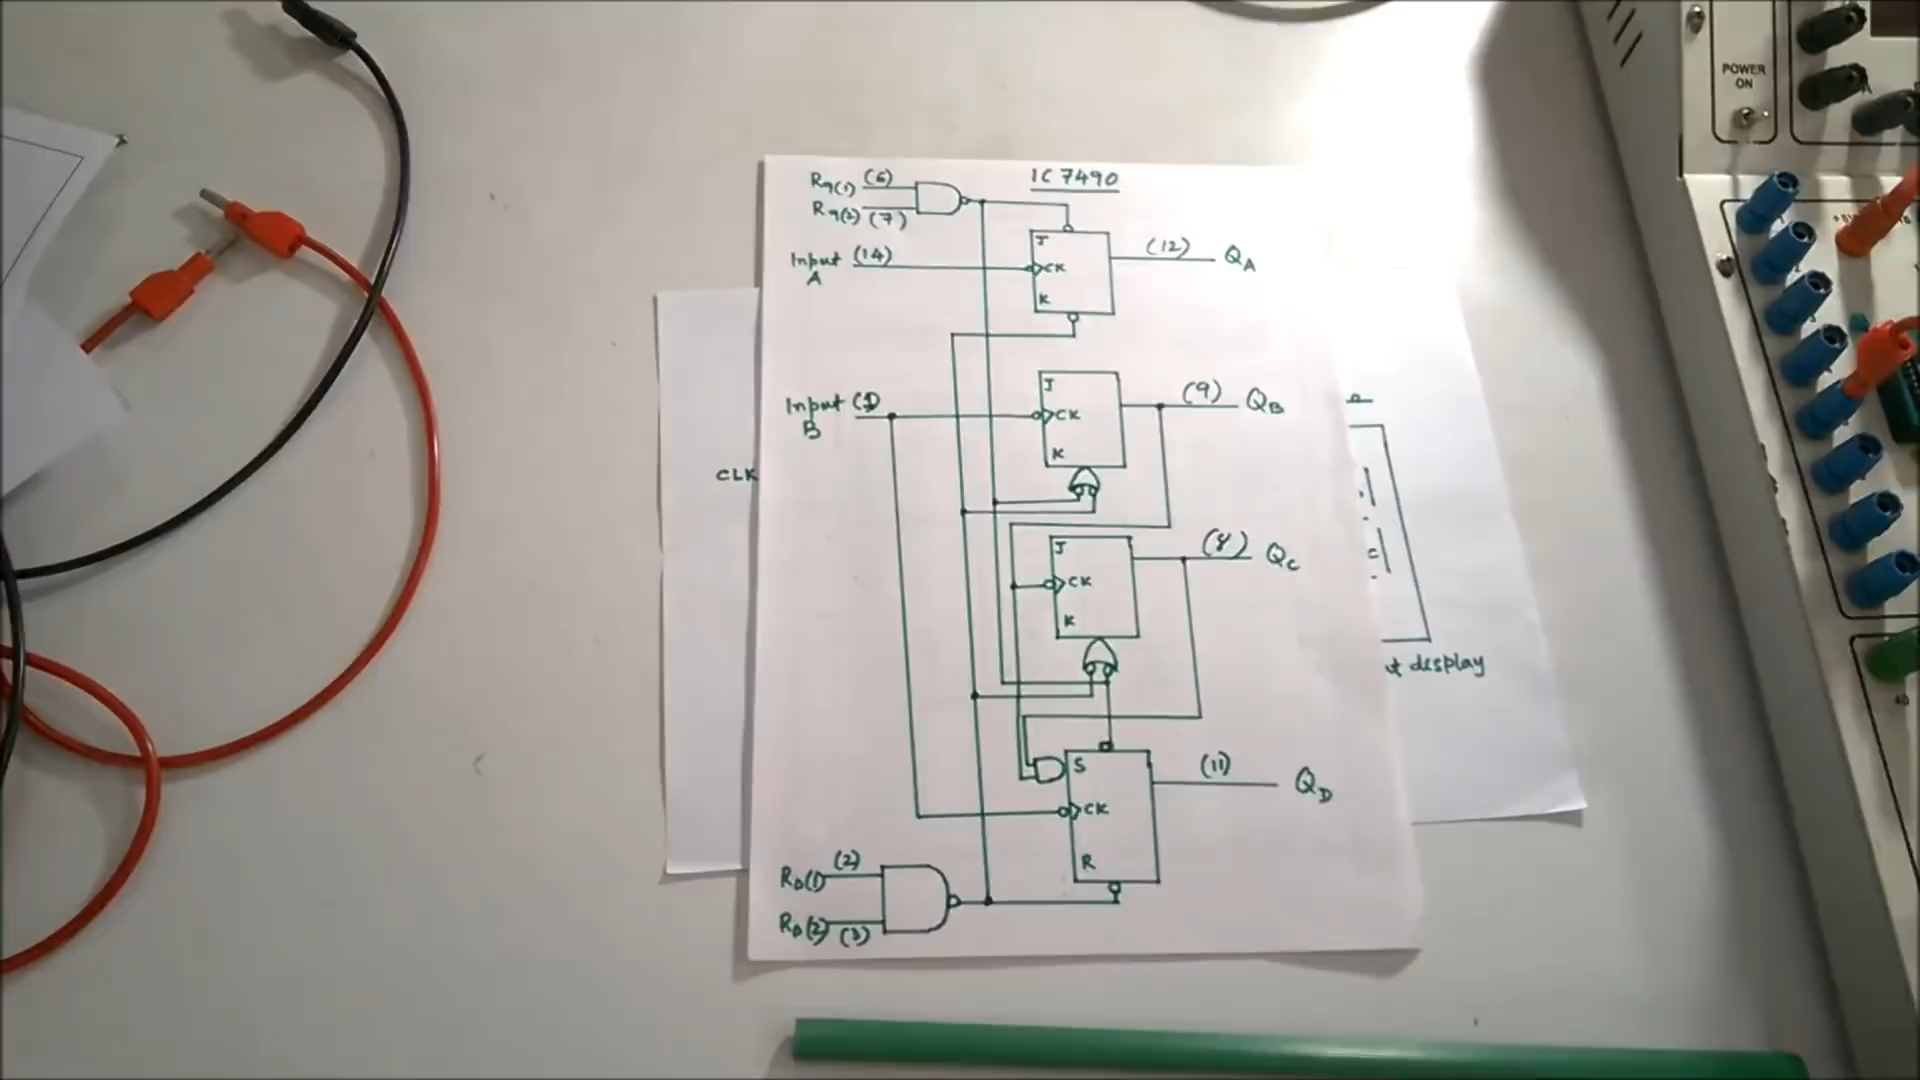 IC 7490
R9(1) (6)
R9(2) (7)
Input A (14)
J
CK
K
(12) QA
Input B (1)
J
CK
K
(9) QB
J
CK
K
(8) QC
S
CK
R
(11) QD
R0(1) (2)
R0(2) (3)
CLK
display
POWER ON